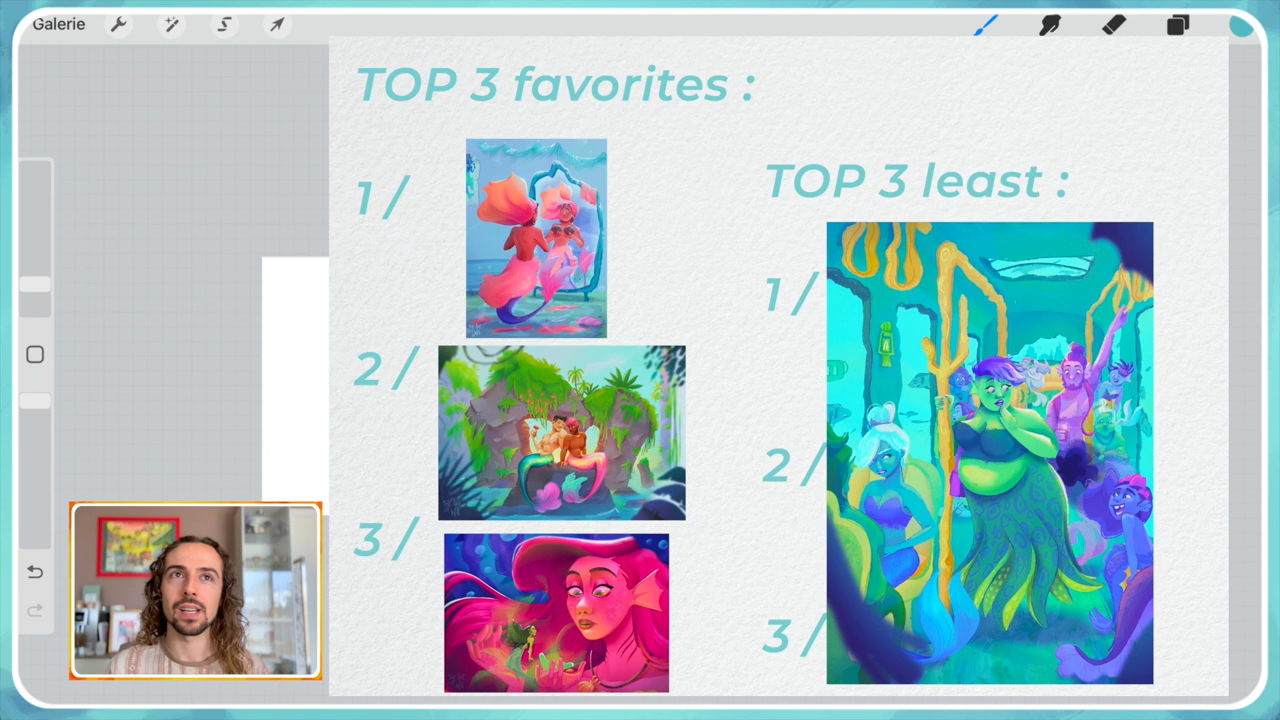 Galerie
TOP 3 favorites :
1 /
2 /
3 /
TOP 3 least :
1 /
2 /
3 /